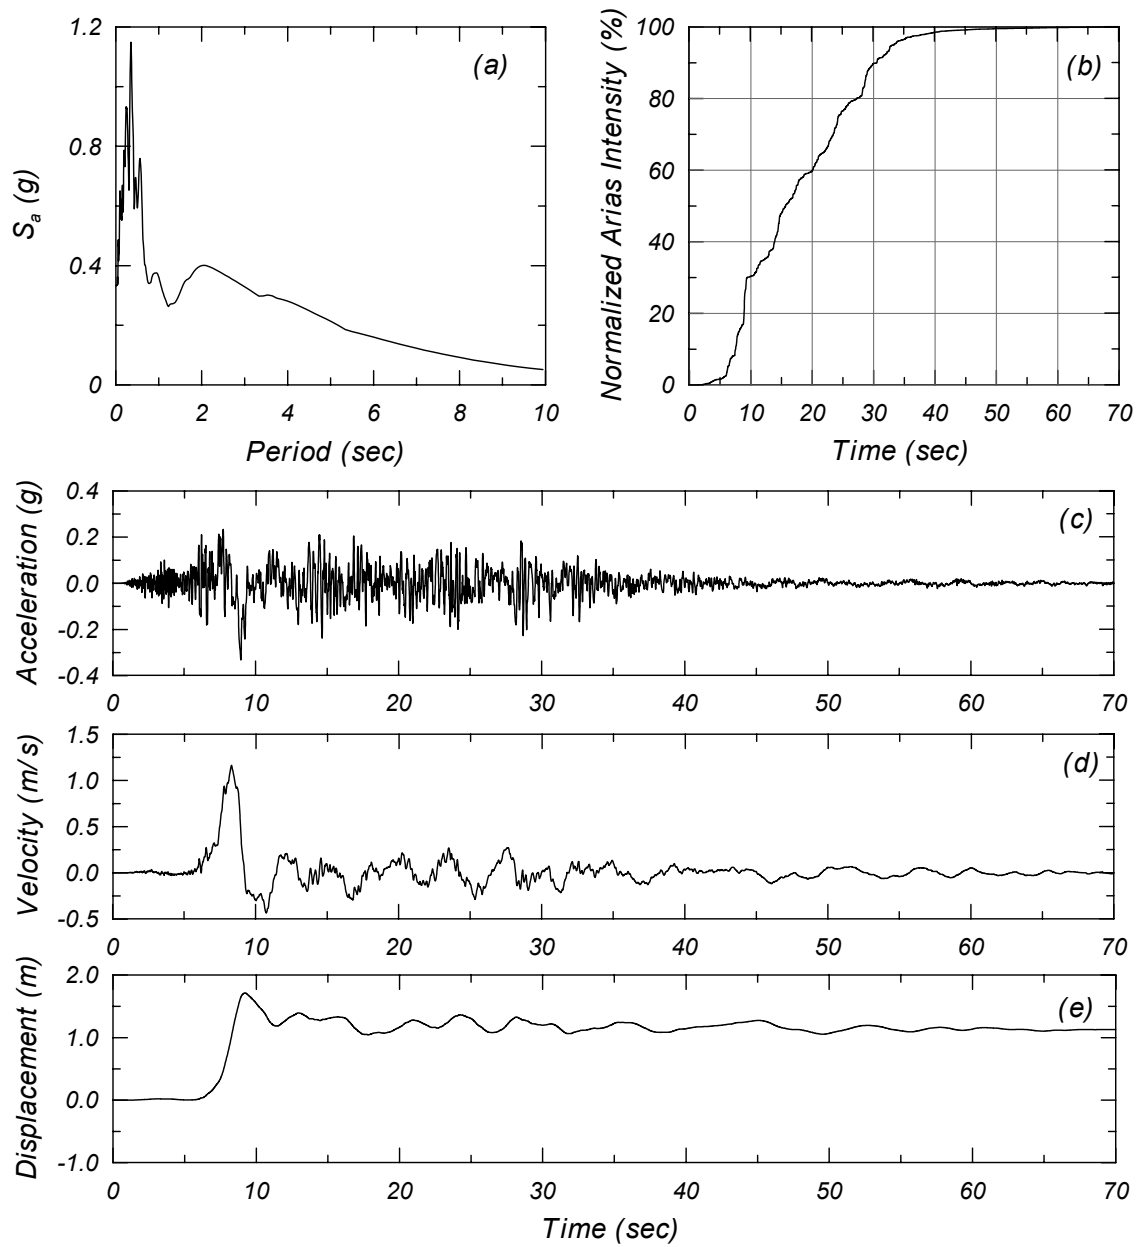 1.2
0.8
0.4
0
S_a (g)
(a)
0 2 4 6 8 10
Period (sec)
100
80
60
40
20
0
Normalized Arias Intensity (%)
(b)
0 10 20 30 40 50 60 70
Time (sec)
0.4
0.2
0.0
-0.2
-0.4
Acceleration (g)
(c)
0 10 20 30 40 50 60 70
1.5
1.0
0.5
0.0
-0.5
Velocity (m/s)
(d)
0 10 20 30 40 50 60 70
2.0
1.0
0.0
-1.0
Displacement (m)
(e)
0 10 20 30 40 50 60 70
Time (sec)